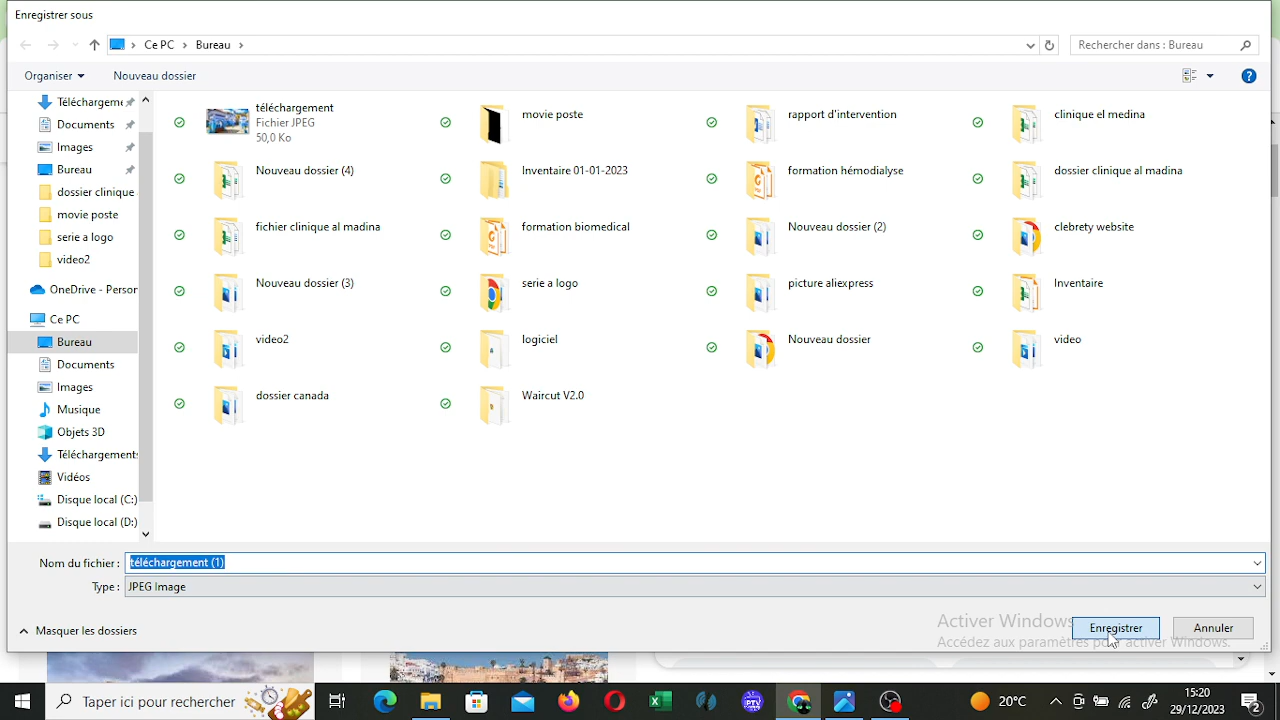 Enregistrer sous
Ce PC > Bureau >
Rechercher dans : Bureau
Organiser
Nouveau dossier
Téléchargeme
Documents
Images
Bureau
dossier clinique
movie poste
serie a logo
video2
OneDrive - Person
Ce PC
Bureau
Documents
Images
Musique
Objets 3D
Téléchargements
Vidéos
Disque local (C:)
Disque local (D:)
téléchargement
Fichier JPEG
50,0 Ko
movie poste
rapport d'intervention
clinique el medina
Nouveau dossier (4)
Inventaire 01-01-2023
formation hémodialyse
dossier clinique al madina
fichier clinique al madina
formation biomedical
Nouveau dossier (2)
clebrety website
Nouveau dossier (3)
serie a logo
picture aliexpress
Inventaire
video2
logiciel
Nouveau dossier
video
dossier canada
Waircut V2.0
Nom du fichier : téléchargement (1)
Type : JPEG Image
Masquer les dossiers
Activer Windows
Accédez aux paramètres pour activer Windows.
Enregistrer
Annuler
Taper ici pour rechercher
20°C
15:20
29/12/2023
2